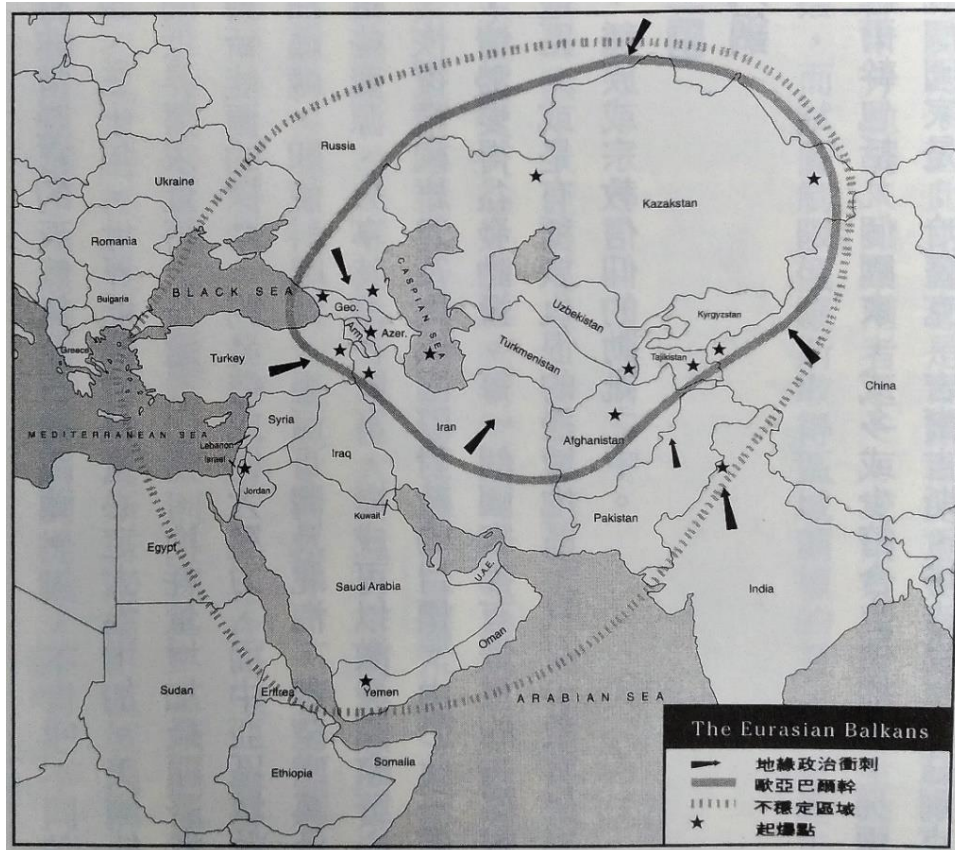 Russia
Ukraine
Kazakstan
Romania
BLACK SEA
CASPIAN SEA
Bulgaria
Geo.
Uzbekistan
Kyrgyzstan
Greece
Turkey
Arm.
Azer.
Turkmenistan
Tajikistan
China
MEDITERRANEAN SEA
Syria
Lebanon
Israel
Iraq
Iran
Afghanistan
Jordan
Kuwait
Pakistan
Egypt
Saudi Arabia
U.A.E.
India
Oman
Sudan
Eritrea
Yemen
ARABIAN SEA
Ethiopia
Somalia
The Eurasian Balkans
地緣政治衝刺
歐亞巴爾幹
不穩定區域
起爆點